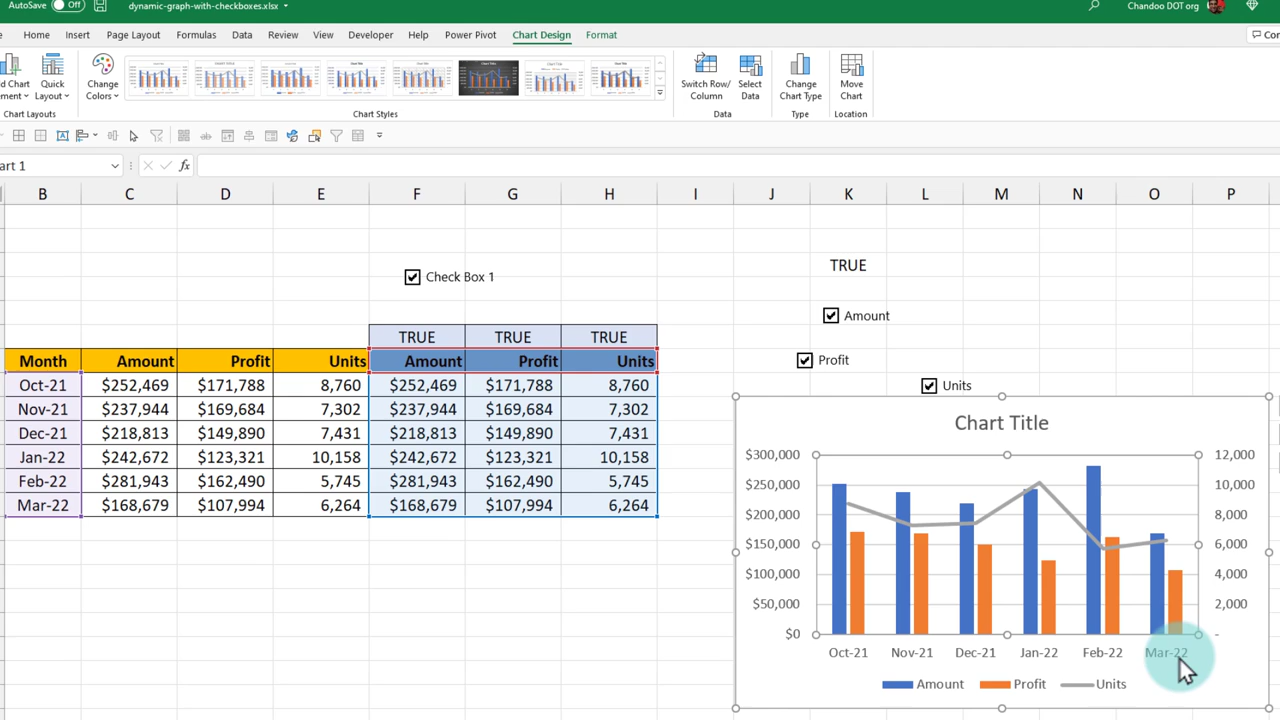 AutoSave Off dynamic-graph-with-checkboxes.xlsx Chandoo DOT org
Home Insert Page Layout Formulas Data Review View Developer Help Power Pivot Chart Design Format
Quick Layout Change Colors Switch Row/ Column Select Data Change Chart Type Move Chart
Chart Layouts Chart Styles Data Type Location
art 1 fx
B C D E F G H I J K L M N O P
TRUE
Check Box 1
Amount
TRUE TRUE TRUE
Month Amount Profit Units Amount Profit Units
Profit
Oct-21 $252,469 $171,788 8,760 $252,469 $171,788 8,760
Units
Nov-21 $237,944 $169,684 7,302 $237,944 $169,684 7,302
Dec-21 $218,813 $149,890 7,431 $218,813 $149,890 7,431
Jan-22 $242,672 $123,321 10,158 $242,672 $123,321 10,158
Feb-22 $281,943 $162,490 5,745 $281,943 $162,490 5,745
Mar-22 $168,679 $107,994 6,264 $168,679 $107,994 6,264
Chart Title
$300,000 12,000
$250,000 10,000
$200,000 8,000
$150,000 6,000
$100,000 4,000
$50,000 2,000
$0 -
Oct-21 Nov-21 Dec-21 Jan-22 Feb-22 Mar-22
Amount Profit Units